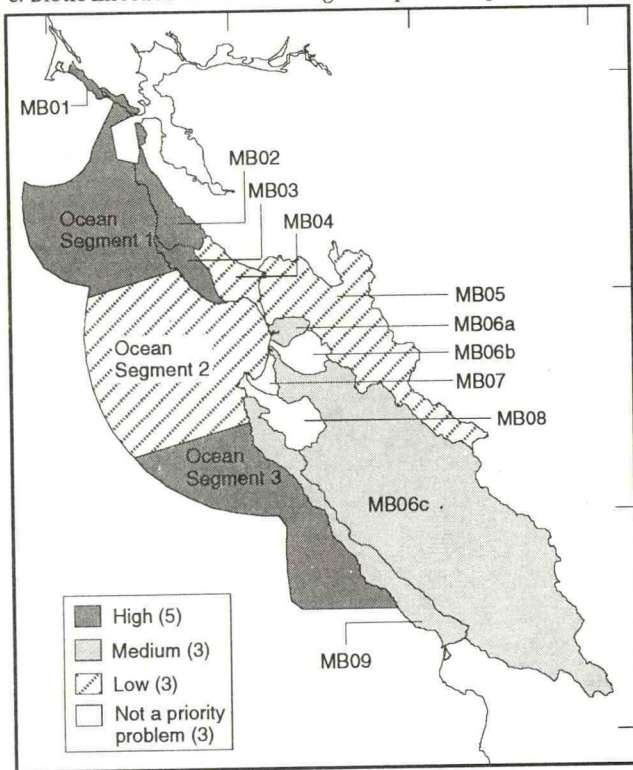 MB01
MB02
MB03
MB04
Ocean
Segment 1
MB05
MB06a
MB06b
Ocean
Segment 2
MB07
MB08
Ocean
Segment 3
MB06c
High (5)
Medium (3)
Low (3)
Not a priority
problem (3)
MB09